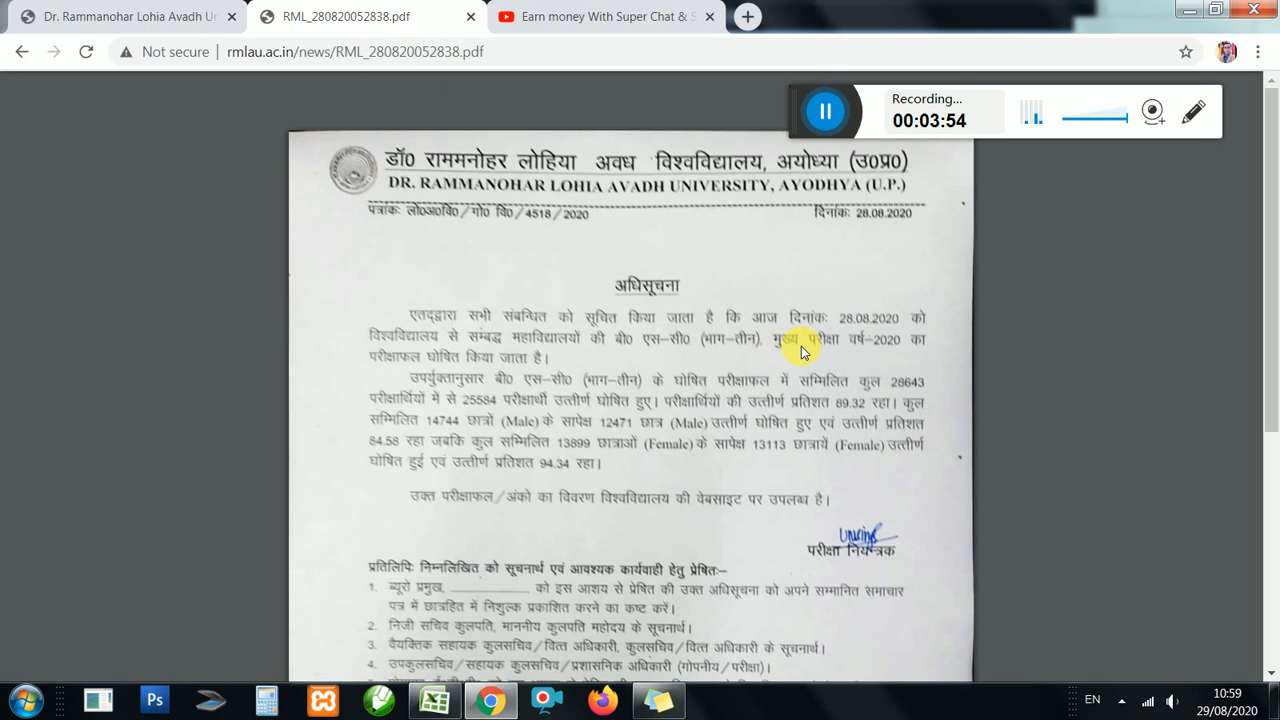 Dr. Rammanohar Lohia Avadh Un
RML_280820052838.pdf
Earn Money With Super Chat & S
Not secure | rmlau.ac.in/news/RML_280820052838.pdf
Recording...
00:03:54
डॉ0 राममनोहर लोहिया अवध विश्वविद्यालय, अयोध्या (उ0प्र0)
DR. RAMMANOHAR LOHIA AVADH UNIVERSITY, AYODHYA (U.P.)
पत्रांकः लो0अ0वि0/गो0 वि0/4518/2020 दिनांकः 28.08.2020
अधिसूचना
एतद्द्वारा सभी संबन्धित को सूचित किया जाता है कि आज दिनांकः 28.08.2020 को
विश्वविद्यालय से सम्बद्ध महाविद्यालयों की बी0 एस–सी0 (भाग–तीन), मुख्य परीक्षा वर्ष–2020 का
परीक्षाफल घोषित किया जाता है।
उपर्युक्तानुसार बी0 एस–सी0 (भाग–तीन) के घोषित परीक्षाफल में सम्मिलित कुल 28643
परीक्षार्थियों में से 25584 परीक्षार्थी उत्तीर्ण घोषित हुए। परीक्षार्थियों की उत्तीर्ण प्रतिशत 89.32 रहा। कुल
सम्मिलित 14744 छात्रों (Male) के सापेक्ष 12471 छात्र (Male) उत्तीर्ण घोषित हुए एवं उत्तीर्ण प्रतिशत
84.58 रहा जबकि कुल सम्मिलित 13899 छात्राओं (Female) के सापेक्ष 13113 छात्रायें (Female) उत्तीर्ण
घोषित हुई एवं उत्तीर्ण प्रतिशत 94.34 रहा।
उक्त परीक्षाफल/अंको का विवरण विश्वविद्यालय की वेबसाइट पर उपलब्ध है।
परीक्षा नियन्त्रक
प्रतिलिपिः निम्नलिखित को सूचनार्थ एवं आवश्यक कार्यवाही हेतु प्रेषितः–
1. ब्यूरो प्रमुख, .................... को इस आशय से प्रेषित की उक्त अधिसूचना को अपने सम्मानित समाचार
पत्र में छात्रहित में निशुल्क प्रकाशित करने का कष्ट करें।
2. निजी सचिव कुलपति, माननीय कुलपति महोदय के सूचनार्थ।
3. वैयक्तिक सहायक कुलसचिव/वित्त अधिकारी, कुलसचिव/वित्त अधिकारी के सूचनार्थ।
4. उपकुलसचिव/सहायक कुलसचिव/प्रशासनिक अधिकारी (गोपनीय/परीक्षा)।
Ps
EN
10:59
29/08/2020